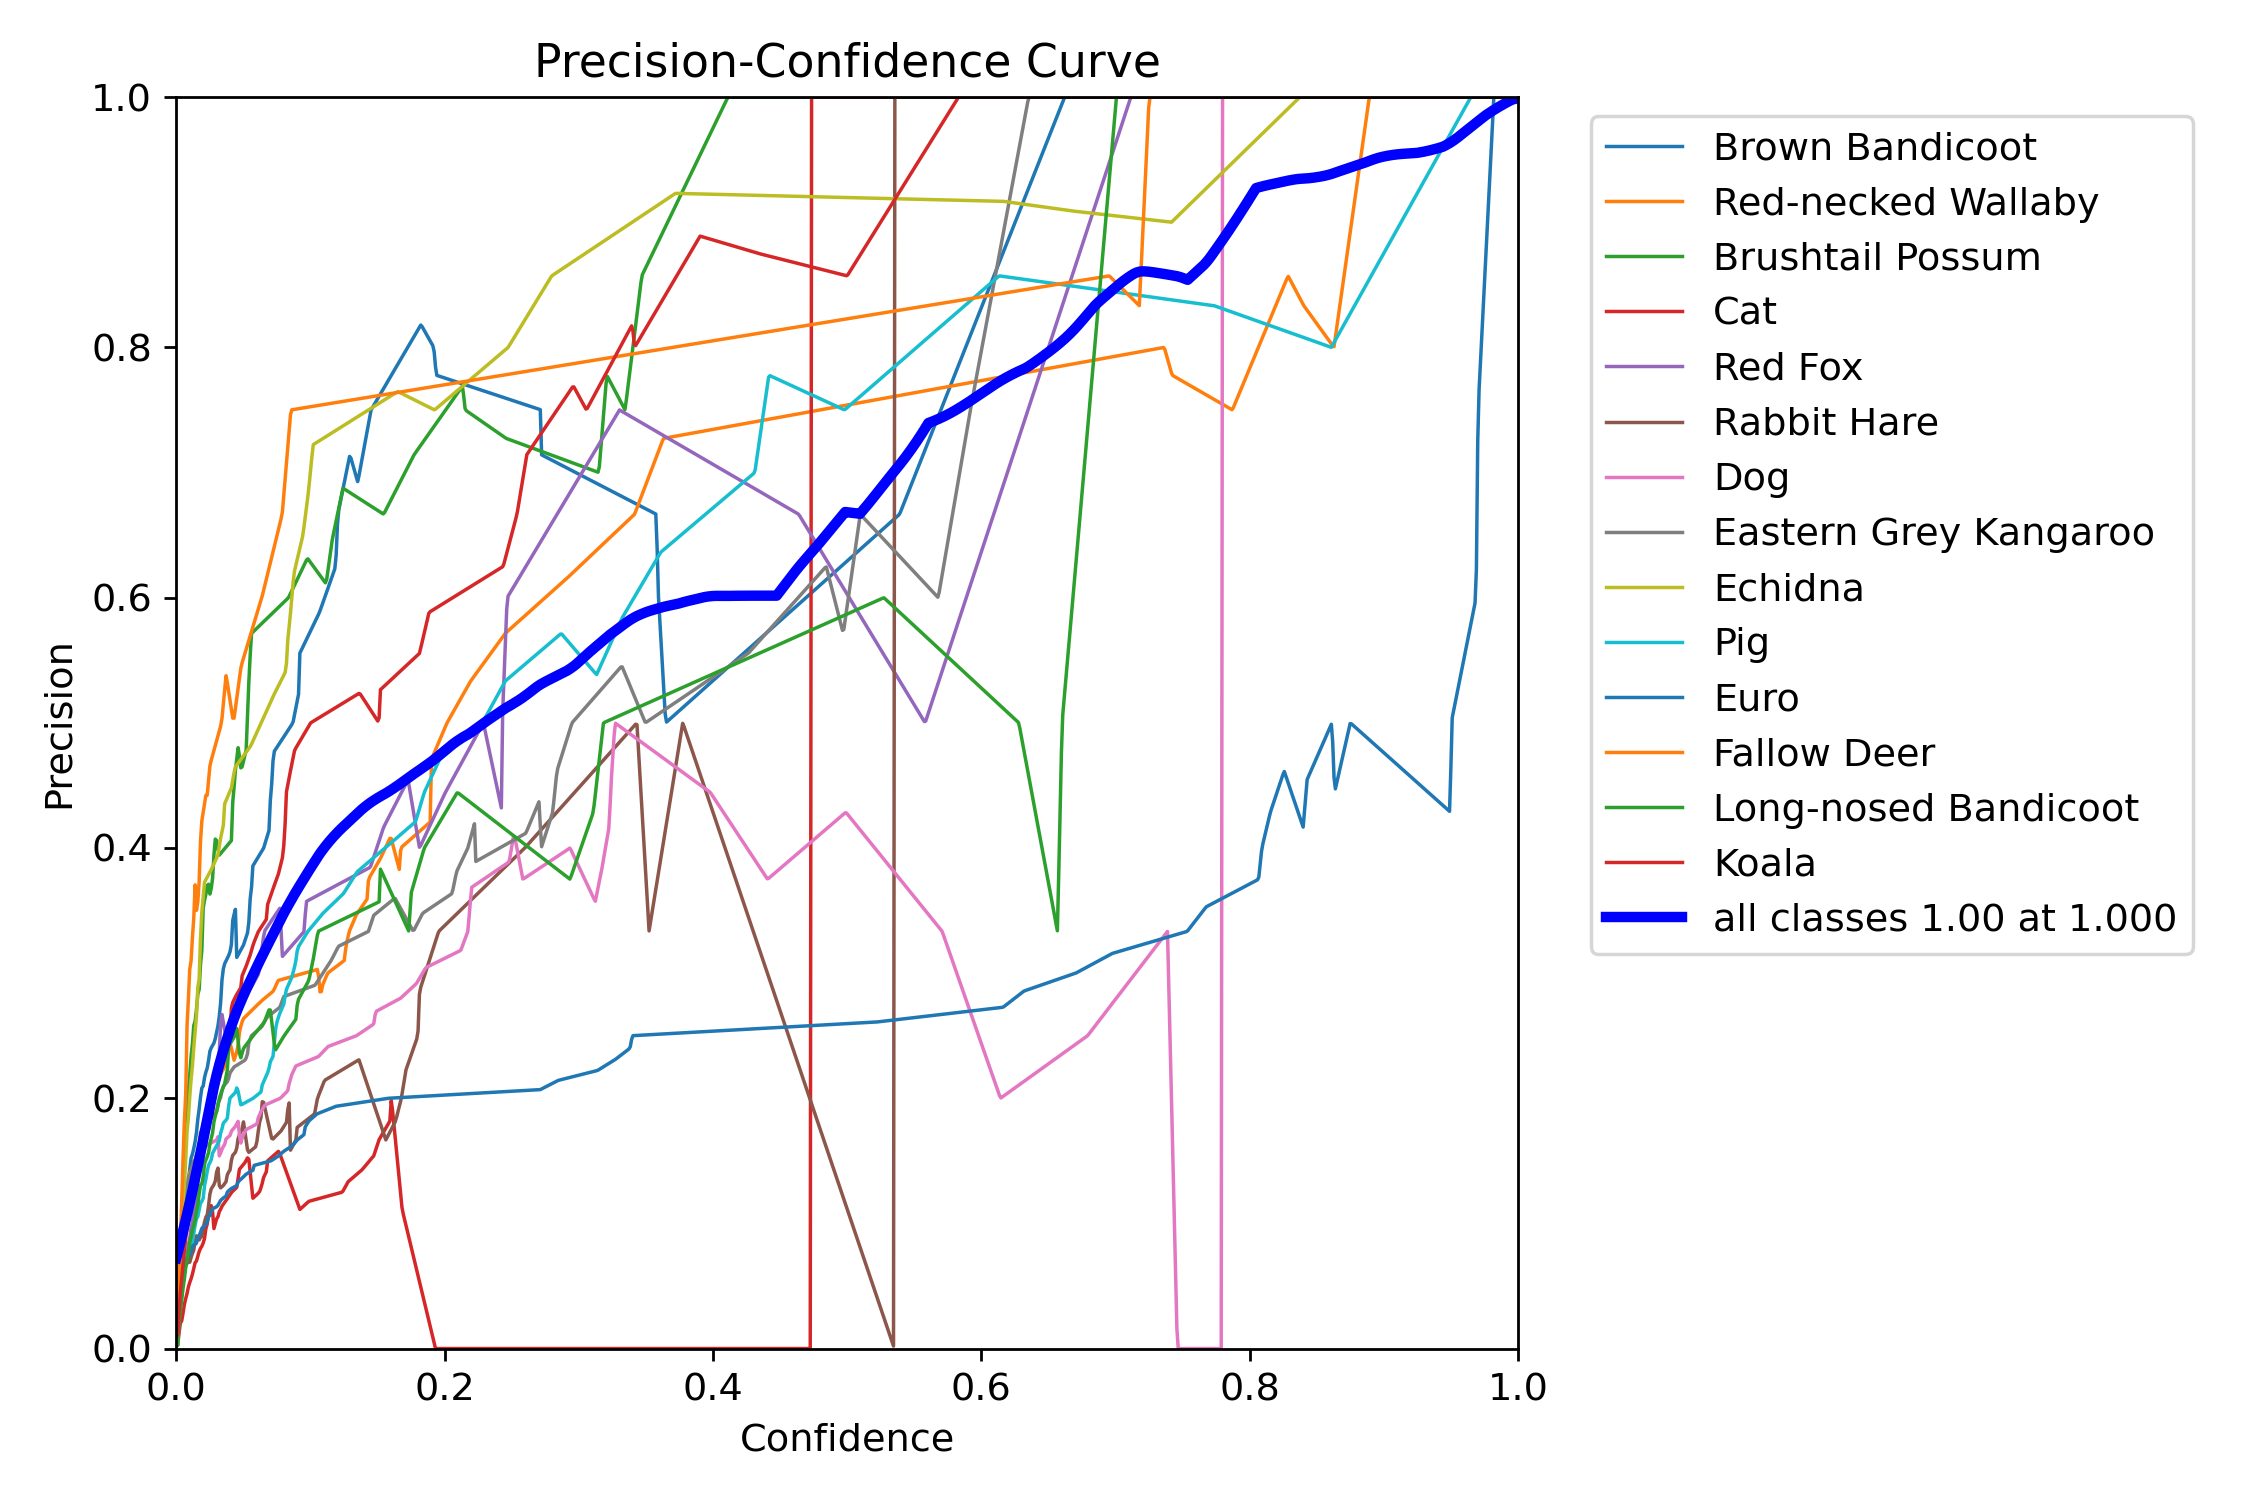 Precision-Confidence Curve
1.0
0.8
0.6
0.4
0.2
0.0
Precision
0.0 0.2 0.4 0.6 0.8 1.0
Confidence
Brown Bandicoot
Red-necked Wallaby
Brushtail Possum
Cat
Red Fox
Rabbit Hare
Dog
Eastern Grey Kangaroo
Echidna
Pig
Euro
Fallow Deer
Long-nosed Bandicoot
Koala
all classes 1.00 at 1.000